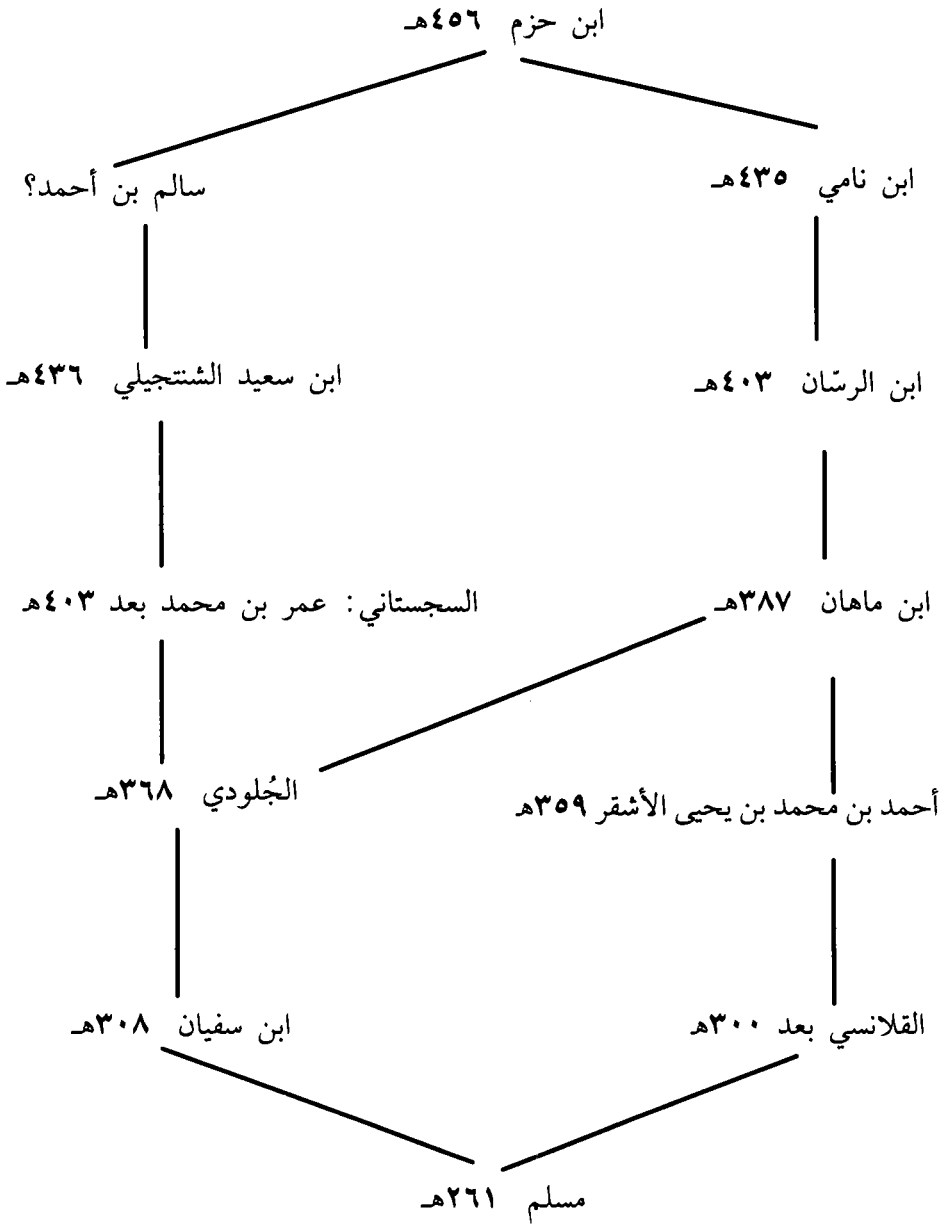 ابن حزم ٤٥٦هـ
ابن نامي ٤٣٥هـ
سالم بن أحمد؟
ابن الرسّان ٤٠٣هـ
ابن سعيد الشنتجيلي ٤٣٦هـ
ابن ماهان ٣٨٧هـ
السجستاني: عمر بن محمد بعد ٤٠٣هـ
أحمد بن محمد بن يحيى الأشقر ٣٥٩هـ
الجُلودي ٣٦٨هـ
القلانسي بعد ٣٠٠هـ
ابن سفيان ٣٠٨هـ
مسلم ٢٦١هـ